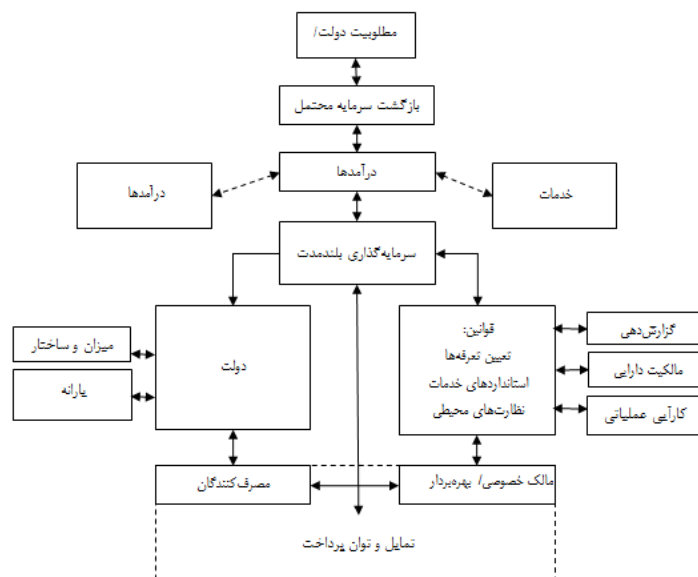 مطلوبیت دولت/
بازگشت سرمایه محتمل
درآمدها
درآمدها
خدمات
سرمایه‌گذاری بلندمدت
قوانین:
تعیین تعرفه‌ها
استانداردهای خدمات
نظارت‌های محیطی
گزارش‌دهی
مالکیت دارایی
کارآیی عملیاتی
دولت
میزان و ساختار
یارانه
مالک خصوصی/ بهره‌بردار
مصرف‌کنندگان
تمایل و توان پرداخت